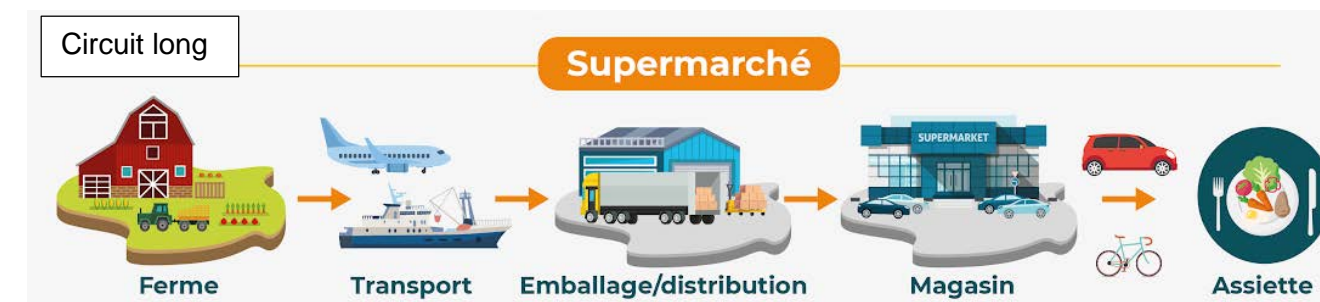 Circuit long
Supermarché
SUPERMARKET
Ferme
Transport
Emballage/distribution
Magasin
Assiette